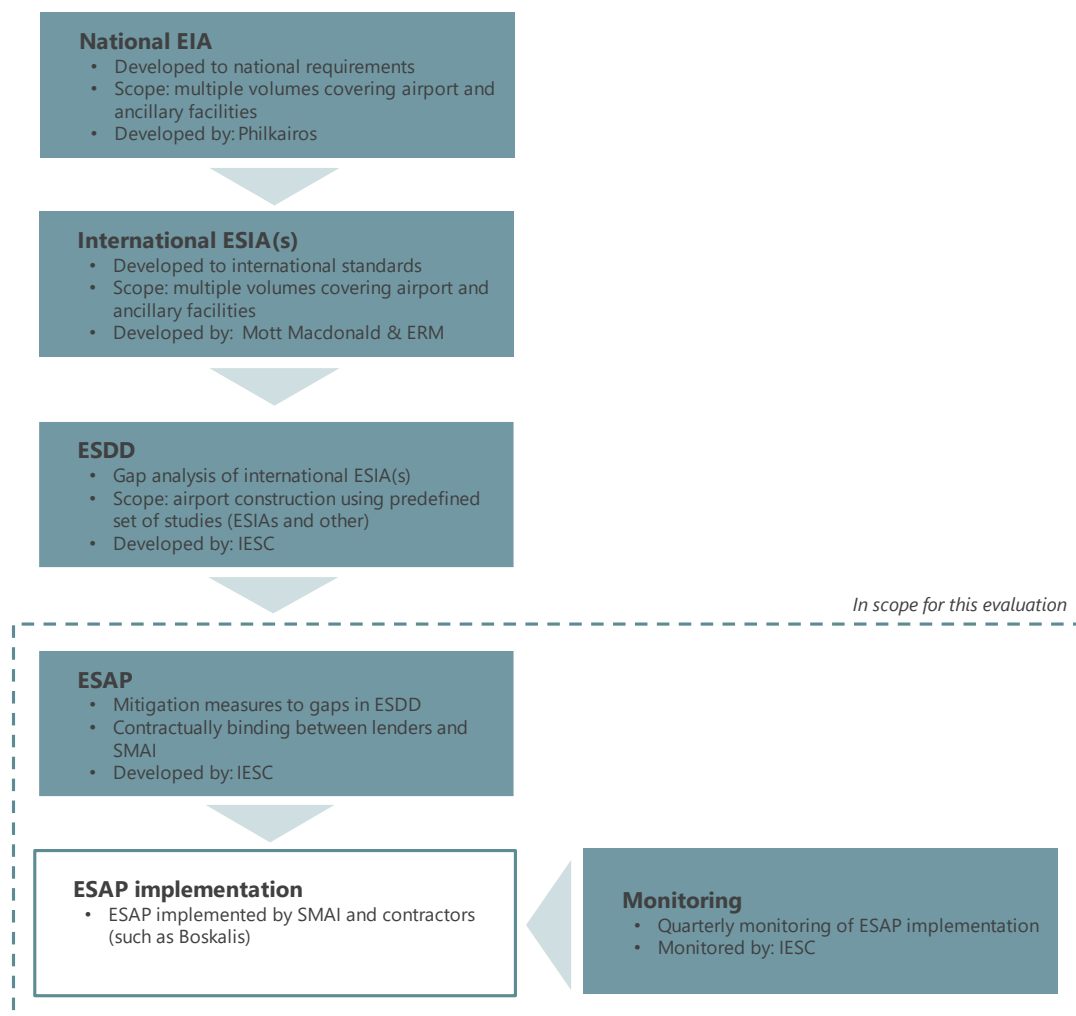 National EIA
• Developed to national requirements
• Scope: multiple volumes covering airport and
ancillary facilities
• Developed by: Philkairos
International ESIA(s)
• Developed to international standards
• Scope: multiple volumes covering airport and
ancillary facilities
• Developed by: Mott Macdonald & ERM
ESDD
• Gap analysis of international ESIA(s)
• Scope: airport construction using predefined
set of studies (ESIAs and other)
• Developed by: IESC
In scope for this evaluation
ESAP
• Mitigation measures to gaps in ESDD
• Contractually binding between lenders and
SMAI
• Developed by: IESC
ESAP implementation
• ESAP implemented by SMAI and contractors
(such as Boskalis)
Monitoring
• Quarterly monitoring of ESAP implementation
• Monitored by: IESC